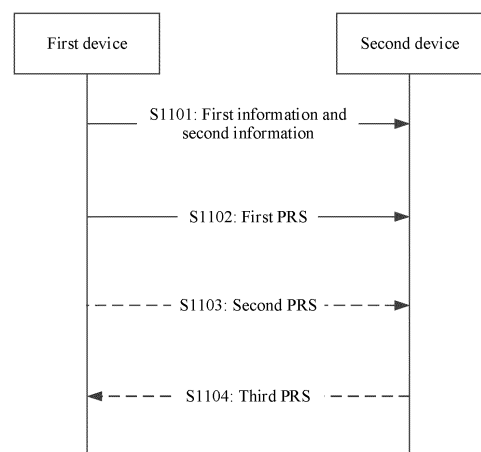 First device
Second device
S1101: First information and
second information
S1102: First PRS
S1103: Second PRS
S1104: Third PRS